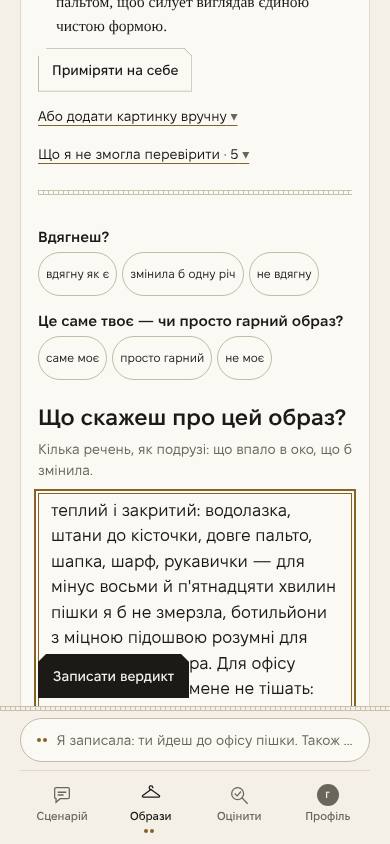 пальтом, щоб силует виглядав єдиною
чистою формою.
Приміряти на себе
Або додати картинку вручну ▾
Що я не змогла перевірити · 5 ▾
Вдягнеш?
вдягну як є
змінила б одну річ
не вдягну
Це саме твоє — чи просто гарний образ?
саме моє
просто гарний
не моє
Що скажеш про цей образ?
Кілька речень, як подрузі: що впало в око, що б
змінила.
теплий і закритий: водолазка,
штани до кісточки, довге пальто,
шапка, шарф, рукавички — для
мінус восьми й п'ятнадцяти хвилин
пішки я б не змерзла, ботильйони
з міцною підошвою розумні для
ра. Для офісу
Записати вердикт
мене не тішать:
Я записала: ти йдеш до офісу пішки. Також ...
Сценарій
Образи
Оцінити
г
Профіль